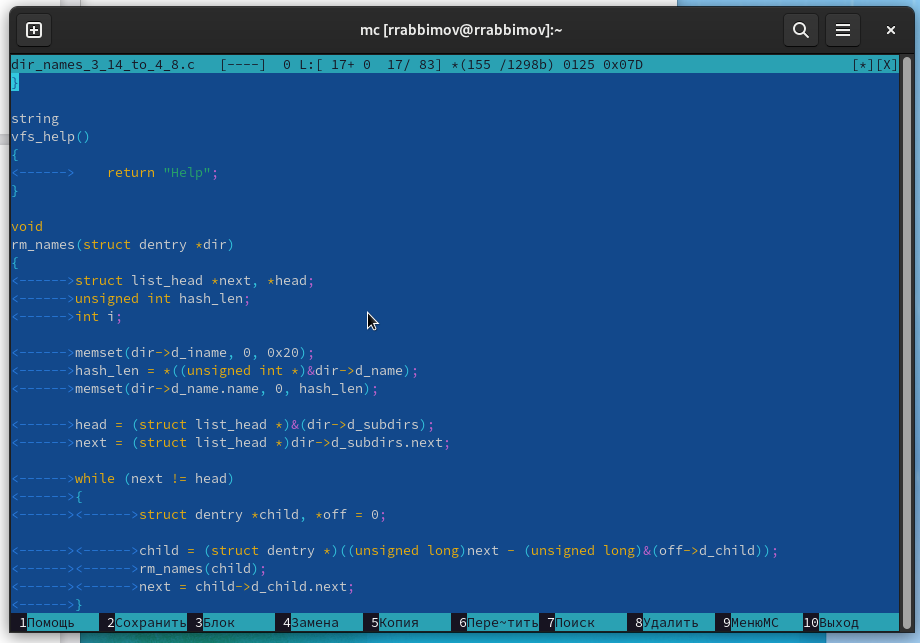 mc [rrabbimov@rrabbimov]:~
dir_names_3_14_to_4_8.c   [----]  0 L:[ 17+ 0  17/ 83] *(155 /1298b) 0125 0x07D                          [*][X]
}

string
vfs_help()
{
<------>    return "Help";
}

void
rm_names(struct dentry *dir)
{
<------>struct list_head *next, *head;
<------>unsigned int hash_len;
<------>int i;

<------>memset(dir->d_iname, 0, 0x20);
<------>hash_len = *((unsigned int *)&dir->d_name);
<------>memset(dir->d_name.name, 0, hash_len);

<------>head = (struct list_head *)&(dir->d_subdirs);
<------>next = (struct list_head *)dir->d_subdirs.next;

<------>while (next != head)
<------>{
<------><------>struct dentry *child, *off = 0;

<------><------>child = (struct dentry *)((unsigned long)next - (unsigned long)&(off->d_child));
<------><------>rm_names(child);
<------><------>next = child->d_child.next;
<------>}
1Помощь 2Сохранить 3Блок 4Замена 5Копия 6Пере~тить 7Поиск 8Удалить 9МенюМС 10Выход